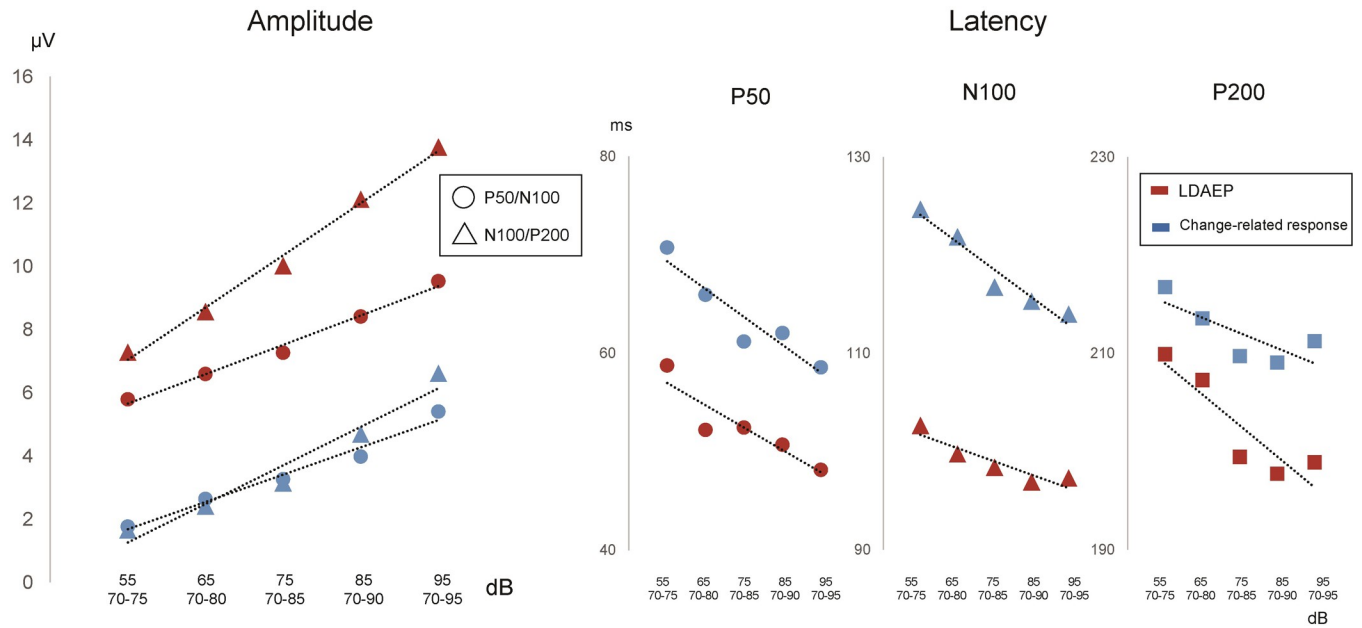 Amplitude
µV
16
14
12
10
8
6
4
2
0
P50/N100
N100/P200
55 65 75 85 95
70-75 70-80 70-85 70-90 70-95
dB
Latency
P50
ms
80
60
40
55 65 75 85 95
70-75 70-80 70-85 70-90 70-95
N100
130
110
90
55 65 75 85 95
70-75 70-80 70-85 70-90 70-95
P200
230
210
190
LDAEP
Change-related response
55 65 75 85 95
70-75 70-80 70-85 70-90 70-95
dB